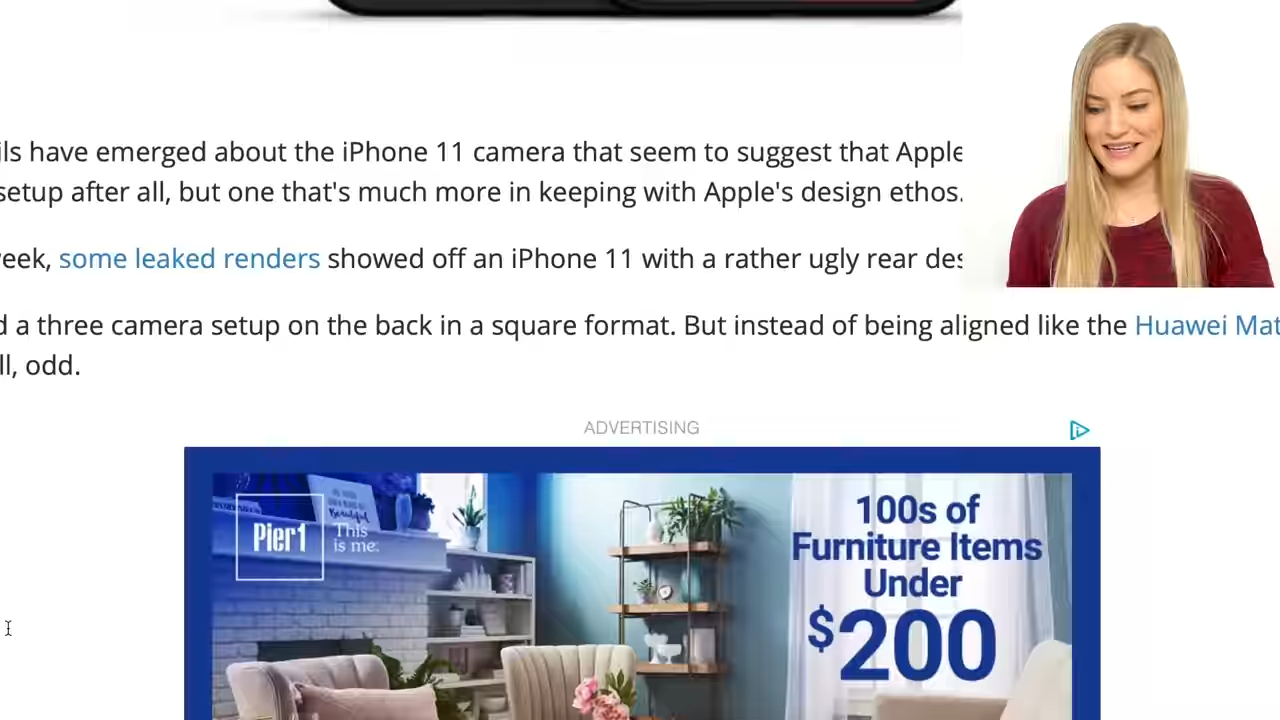 ils have emerged about the iPhone 11 camera that seem to suggest that Apple
setup after all, but one that's much more in keeping with Apple's design ethos.
week, some leaked renders showed off an iPhone 11 with a rather ugly rear des
d a three camera setup on the back in a square format. But instead of being aligned like the Huawei Mat
ll, odd.
ADVERTISING
Beautiful
Pier1
This
is me.
100s of
Furniture Items
Under
$200